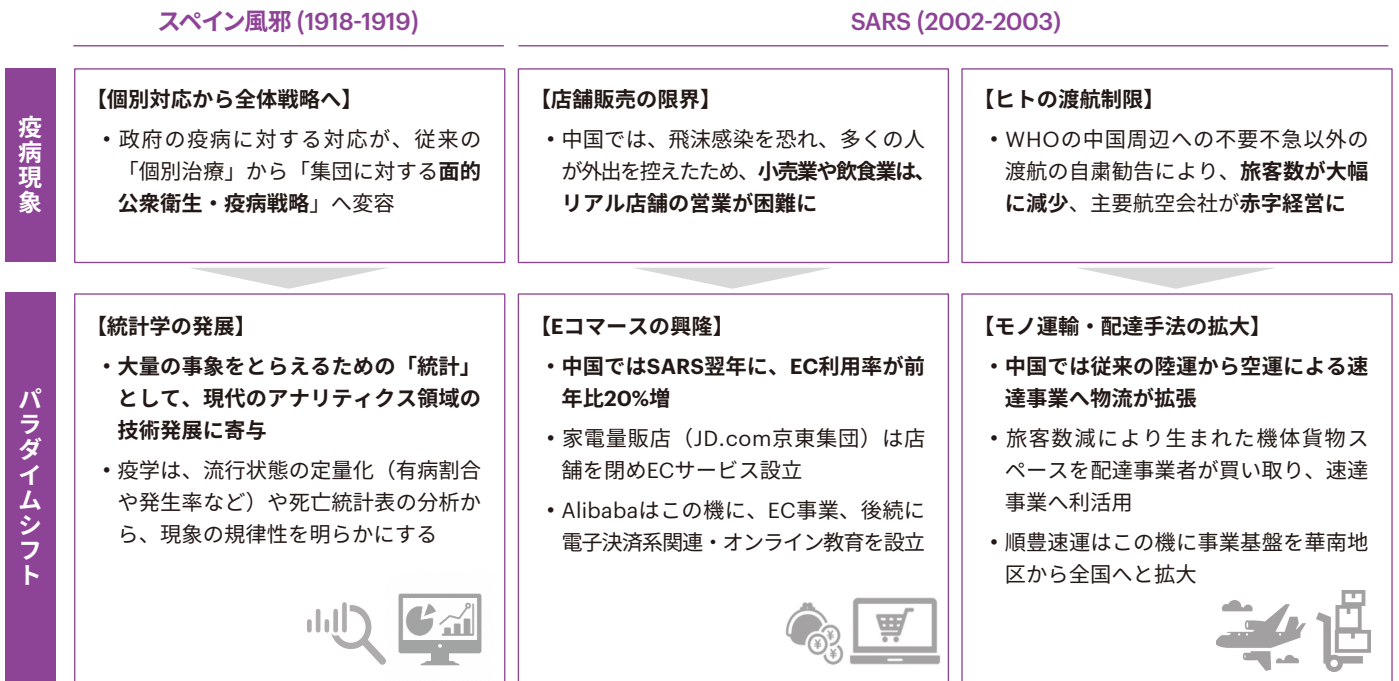 スペイン風邪 (1918-1919)
SARS (2002-2003)
疫病現象
【個別対応から全体戦略へ】
・政府の疫病に対する対応が、従来の
「個別治療」から「集団に対する面的
公衆衛生・疫病戦略」へ変容
【店舗販売の限界】
・中国では、飛沫感染を恐れ、多くの人
が外出を控えたため、小売業や飲食業は、
リアル店舗の営業が困難に
【ヒトの渡航制限】
・WHOの中国周辺への不要不急以外の
渡航の自粛勧告により、旅客数が大幅
に減少、主要航空会社が赤字経営に
パラダイムシフト
【統計学の発展】
・大量の事象をとらえるための「統計」
として、現代のアナリティクス領域の
技術発展に寄与
・疫学は、流行状態の定量化（有病割合
や発生率など）や死亡統計表の分析か
ら、現象の規律性を明らかにする
【Eコマースの興隆】
・中国ではSARS翌年に、EC利用率が前
年比20%増
・家電量販店（JD.com京東集団）は店
舗を閉めECサービス設立
・Alibabaはこの機に、EC事業、後続に
電子決済系関連・オンライン教育を設立
¥
¥
¥
【モノ運輸・配達手法の拡大】
・中国では従来の陸運から空運による速
達事業へ物流が拡張
・旅客数減により生まれた機体貨物ス
ペースを配達事業者が買い取り、速達
事業へ利活用
・順豊速運はこの機に事業基盤を華南地
区から全国へと拡大